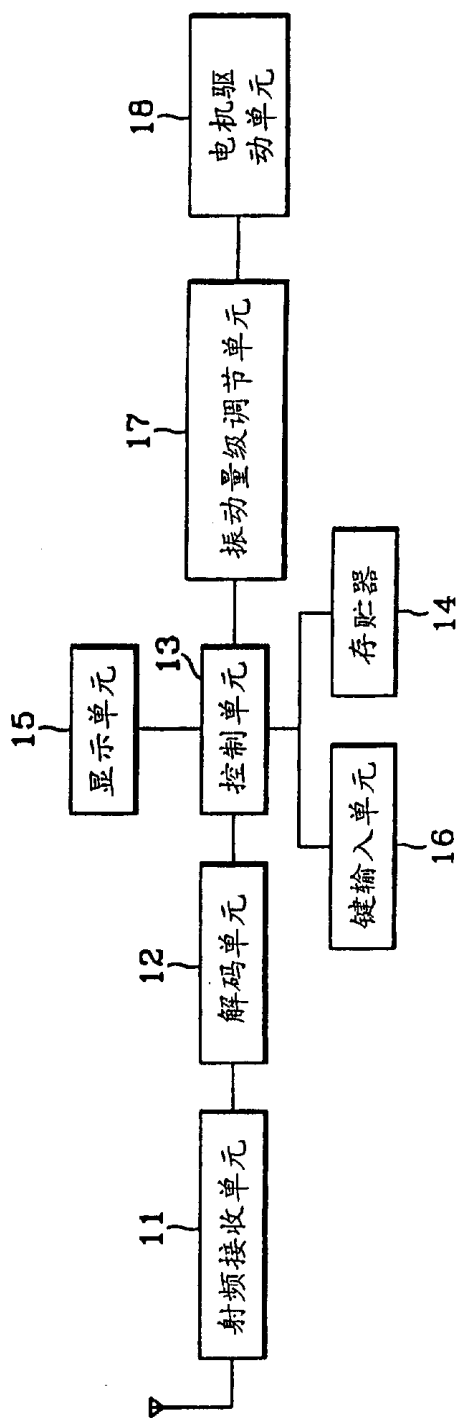 15
显示单元
11
射频接收单元
12
解码单元
13
控制单元
17
振动量级调节单元
18
电机驱
动单元
键输入单元
16
存贮器
14